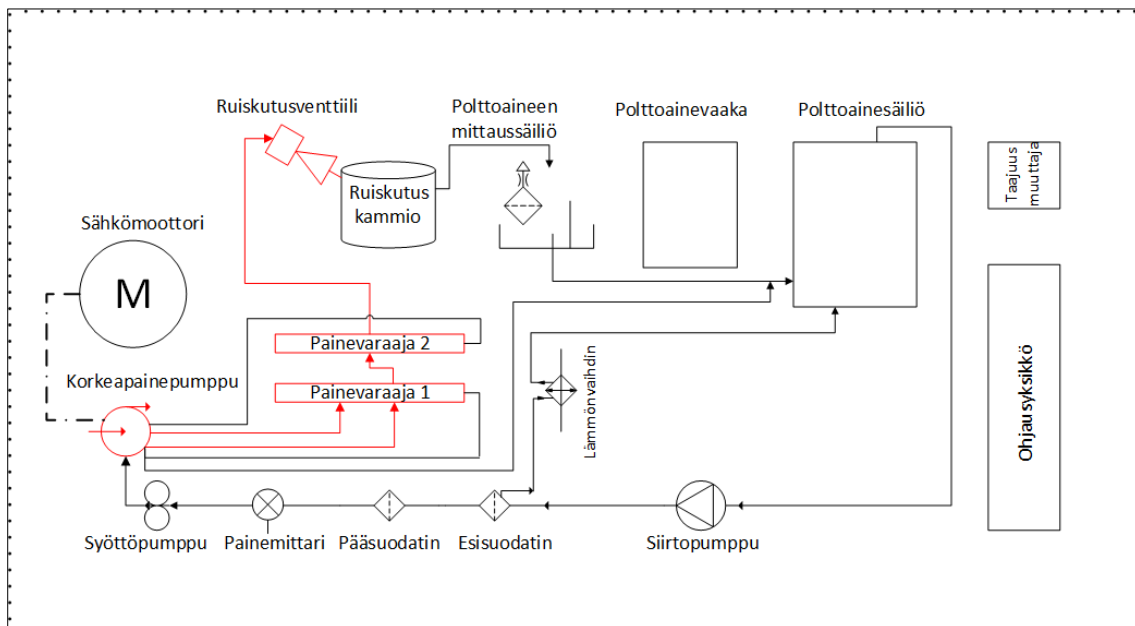 Ruiskutusventtiili
Polttoaineen
mittaussäiliö
Polttoainevaaka
Polttoainesäiliö
Taajuus
muuttaja
Ruiskutus
kammio
Sähkömoottori
M
Painevaraaja 2
Korkeapainepumppu
Painevaraaja 1
Lämmönvaihdin
Ohjausyksikkö
Syöttöpumppu
Painemittari
Pääsuodatin
Esisuodatin
Siirtopumppu